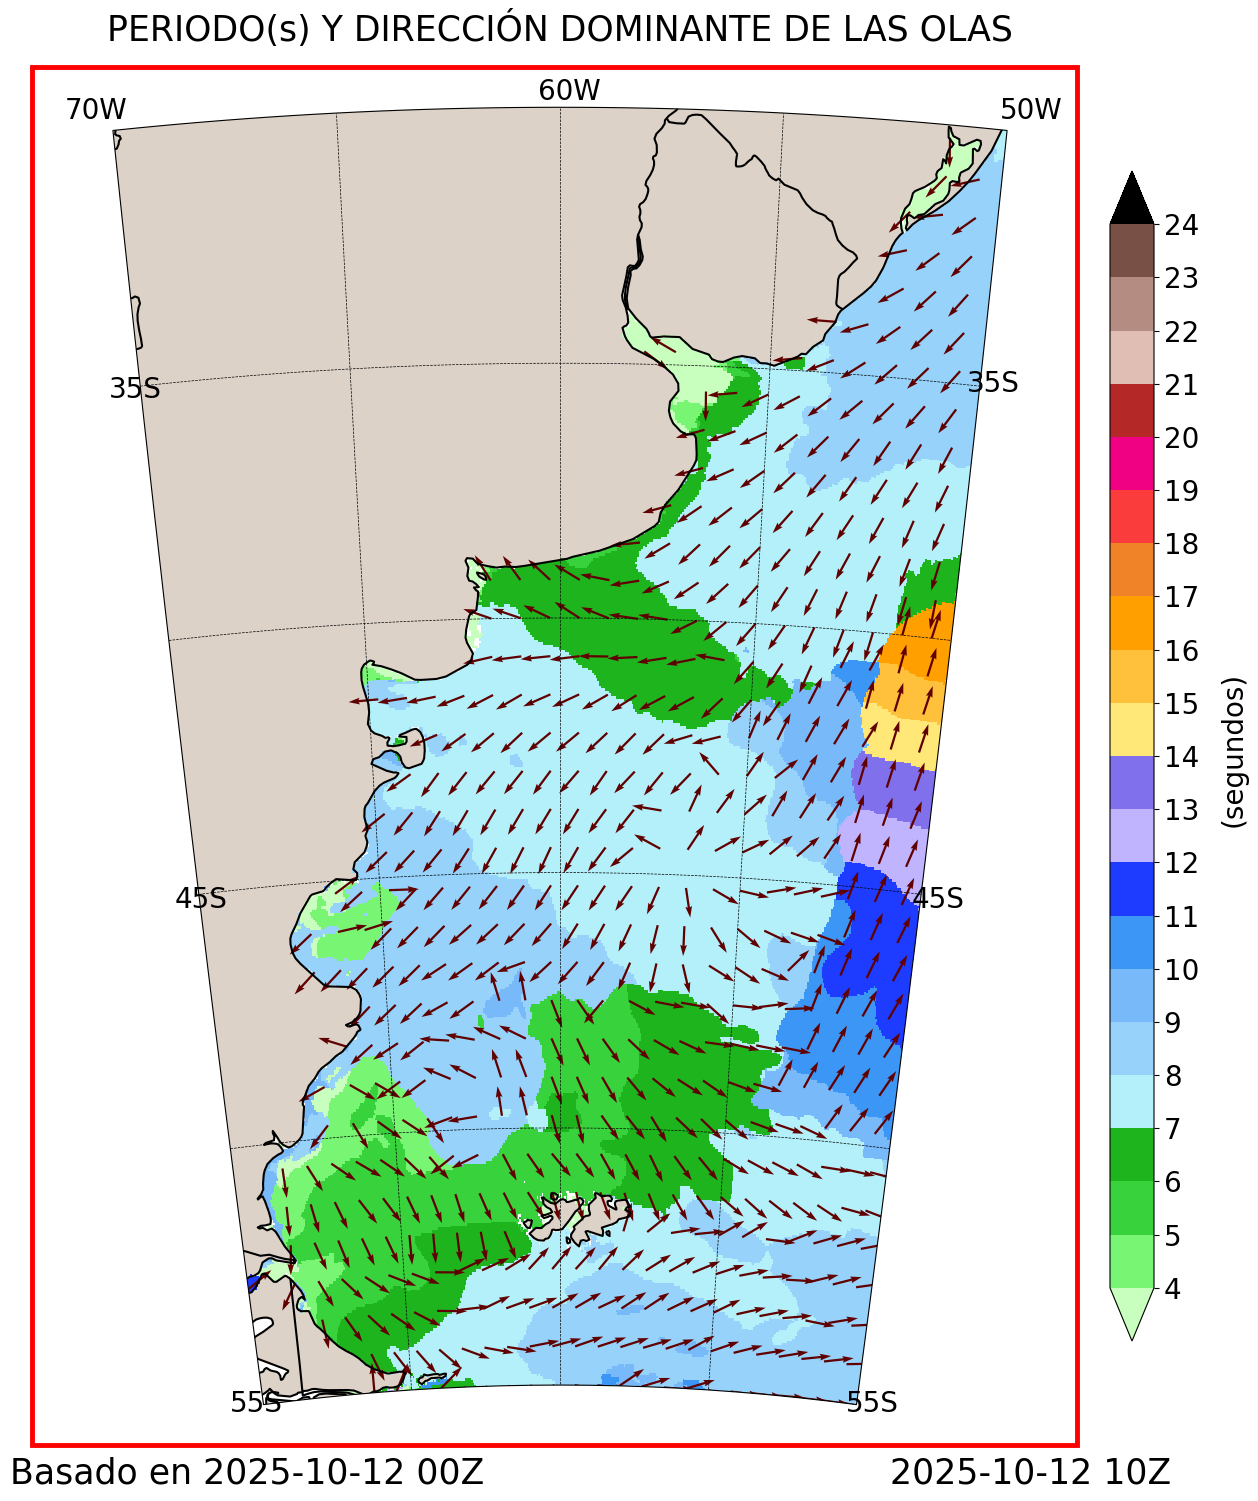 PERIODO(s) Y DIRECCIÓN DOMINANTE DE LAS OLAS
70W
60W
50W
35S
35S
45S
45S
55S
55S
24
23
22
21
20
19
18
17
16
15
14
13
12
11
10
9
8
7
6
5
4
(segundos)
Basado en 2025-10-12 00Z
2025-10-12 10Z